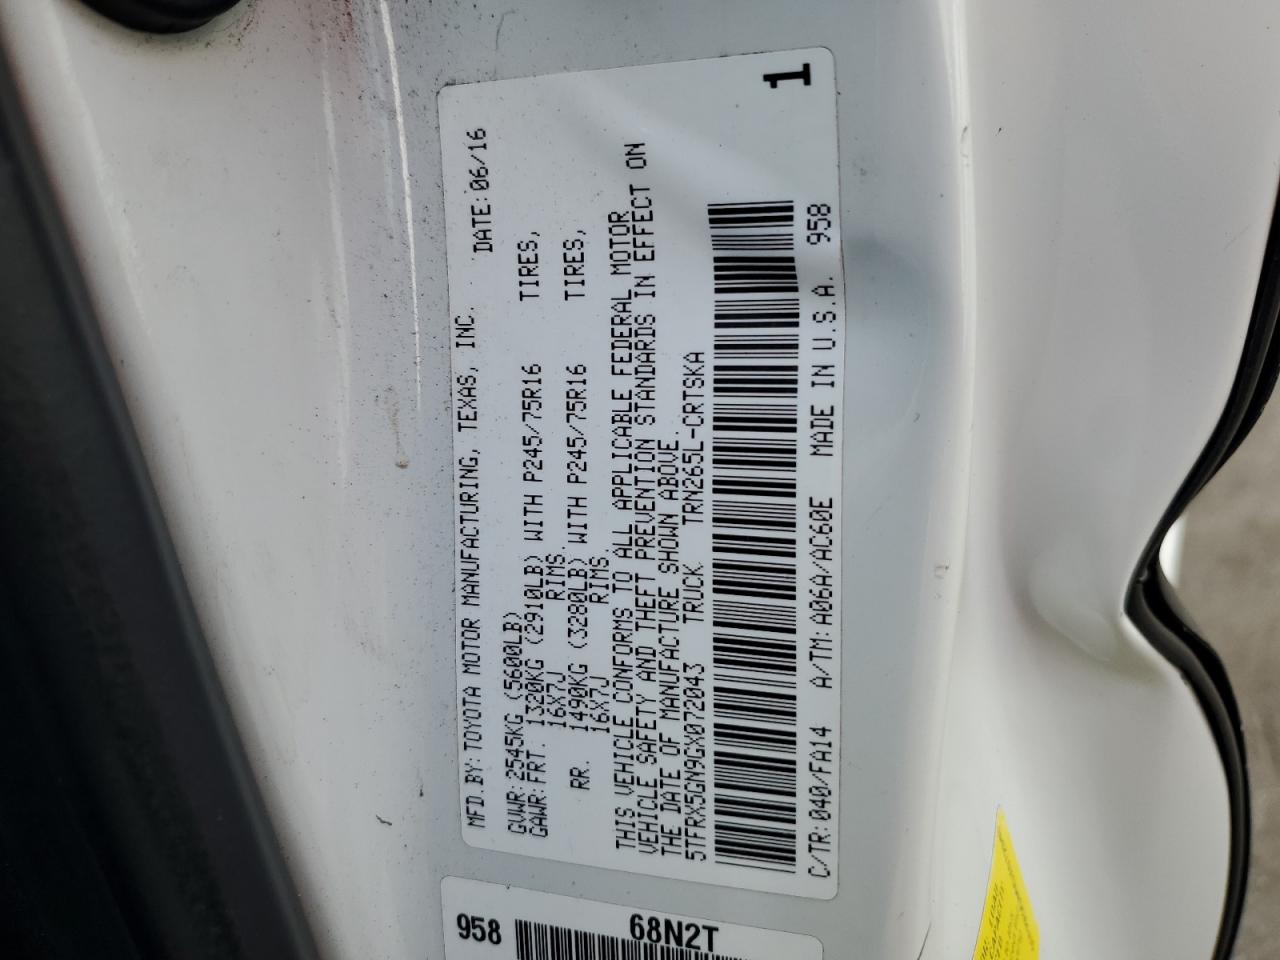 1
MFD.BY:TOYOTA MOTOR MANUFACTURING, TEXAS, INC.
DATE:06/16
GVWR:2545KG (5600LB)
GAWR:FRT. 1320KG (2910LB) WITH P245/75R16 TIRES,
16X7J RIMS.
RR. 1490KG (3280LB) WITH P245/75R16 TIRES,
16X7J RIMS
THIS VEHICLE CONFORMS TO ALL APPLICABLE FEDERAL MOTOR
VEHICLE SAFETY AND THEFT PREVENTION STANDARDS IN EFFECT ON
THE DATE OF MANUFACTURE SHOWN ABOVE.
5TFRX5GN9GX072043 TRUCK TRN265L-CRTSKA
C/TR:040/FA14 A/TM:A06A/AC60E MADE IN U.S.A. 958
958 68N2T